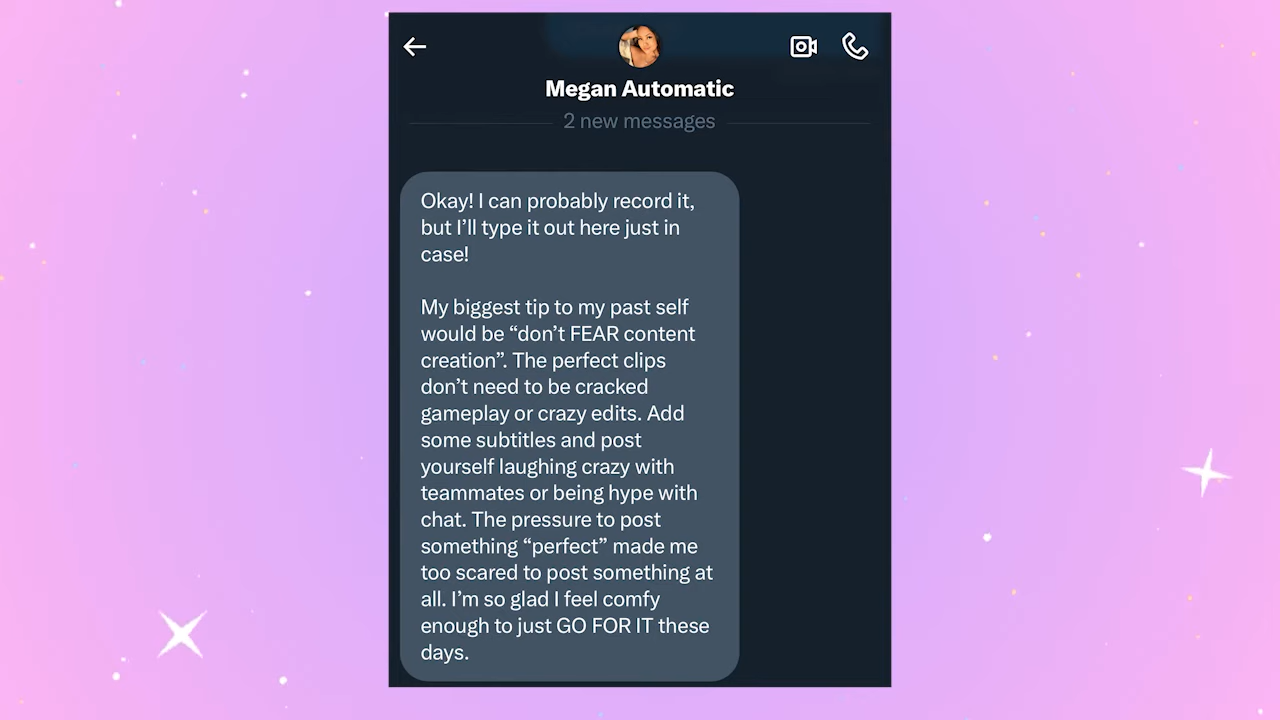 Megan Automatic
2 new messages
Okay! I can probably record it,
but I’ll type it out here just in
case!
My biggest tip to my past self
would be “don’t FEAR content
creation”. The perfect clips
don’t need to be cracked
gameplay or crazy edits. Add
some subtitles and post
yourself laughing crazy with
teammates or being hype with
chat. The pressure to post
something “perfect” made me
too scared to post something at
all. I’m so glad I feel comfy
enough to just GO FOR IT these
days.